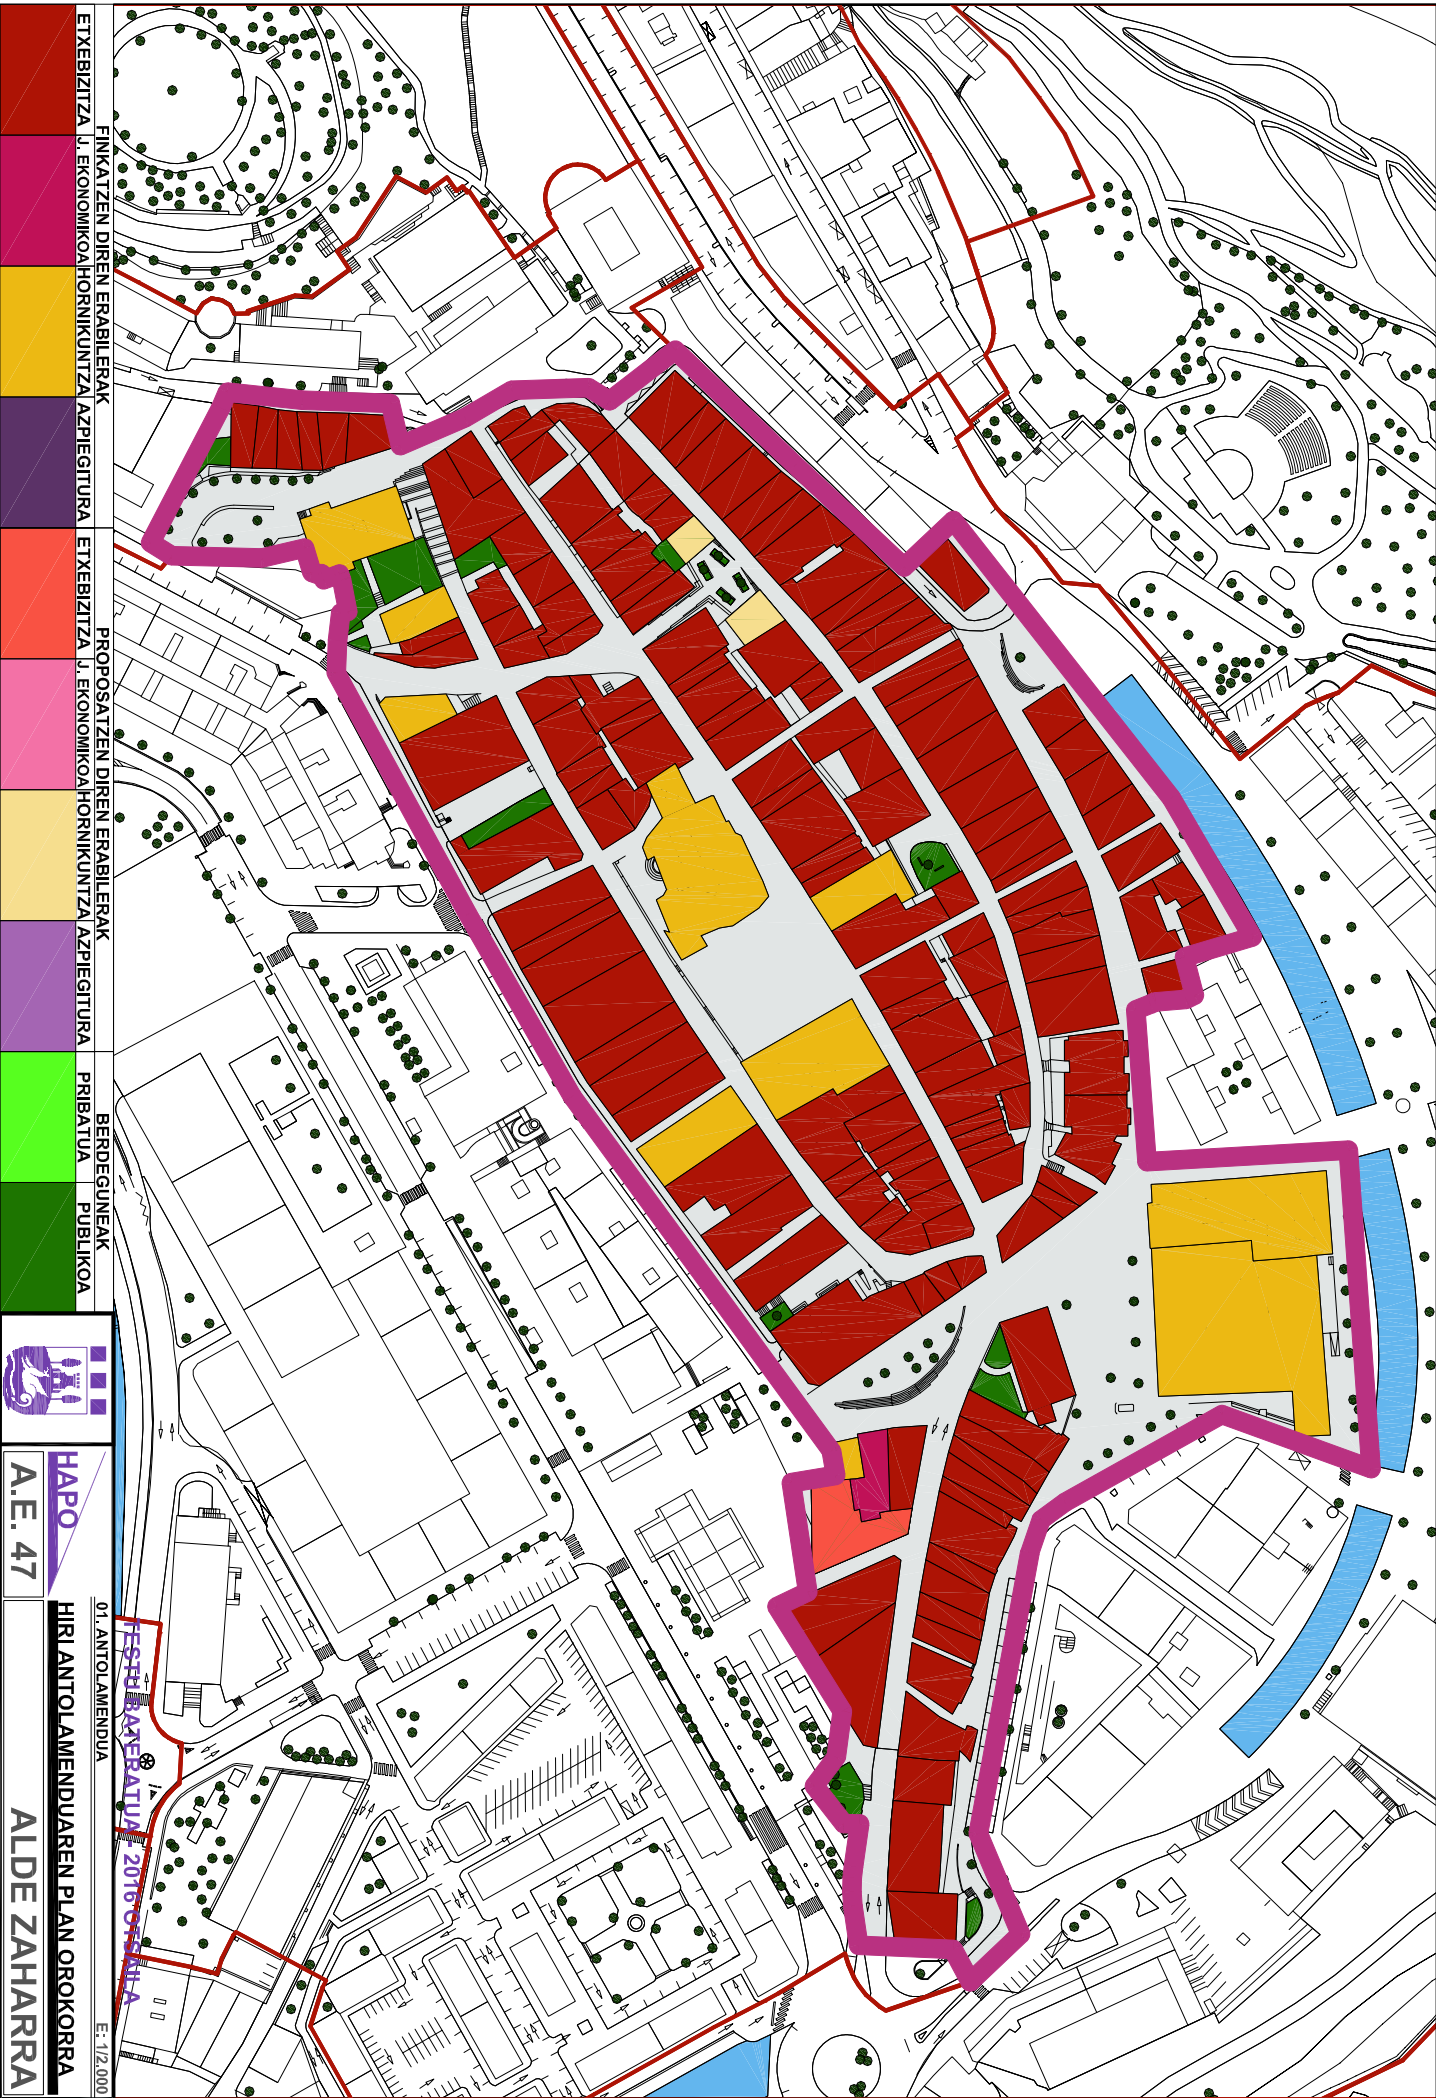 FINKATZEN DIREN ERABILERAK
ETXEBIZITZA
J. EKONOMIKOA
HORNIKUNTZA
AZPIEGITURA
PROPOSATZEN DIREN ERABILERAK
ETXEBIZITZA
J. EKONOMIKOA
HORNIKUNTZA
AZPIEGITURA
BERDEGUNEAK
PRIBATUA
PUBLIKOA
TESTU BATERATUA- 2016 OTSAILA
01. ANTOLAMENDUA
E: 1/2.000
HAPO
HIRI ANTOLAMENDUAREN PLAN OROKORRA
A.E. 47
ALDE ZAHARRA